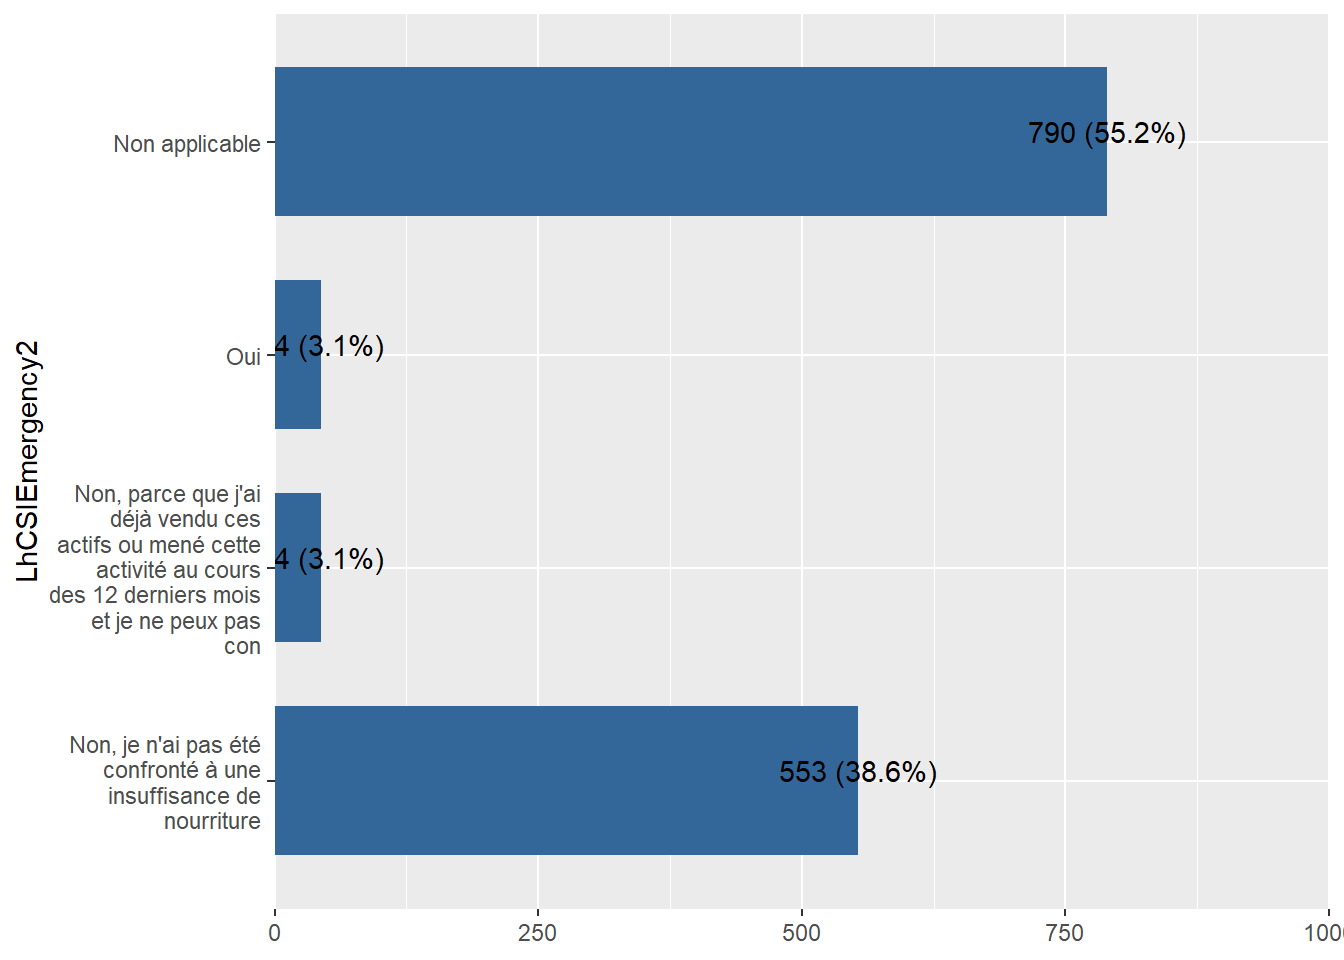 LhCSIEmergency2
Non applicable
790 (55.2%)
Oui
4 (3.1%)
Non, parce que j'ai
déjà vendu ces
actifs ou mené cette
activité au cours
des 12 derniers mois
et je ne peux pas
con
4 (3.1%)
Non, je n'ai pas été
confronté à une
insuffisance de
nourriture
553 (38.6%)
0 250 500 750 100